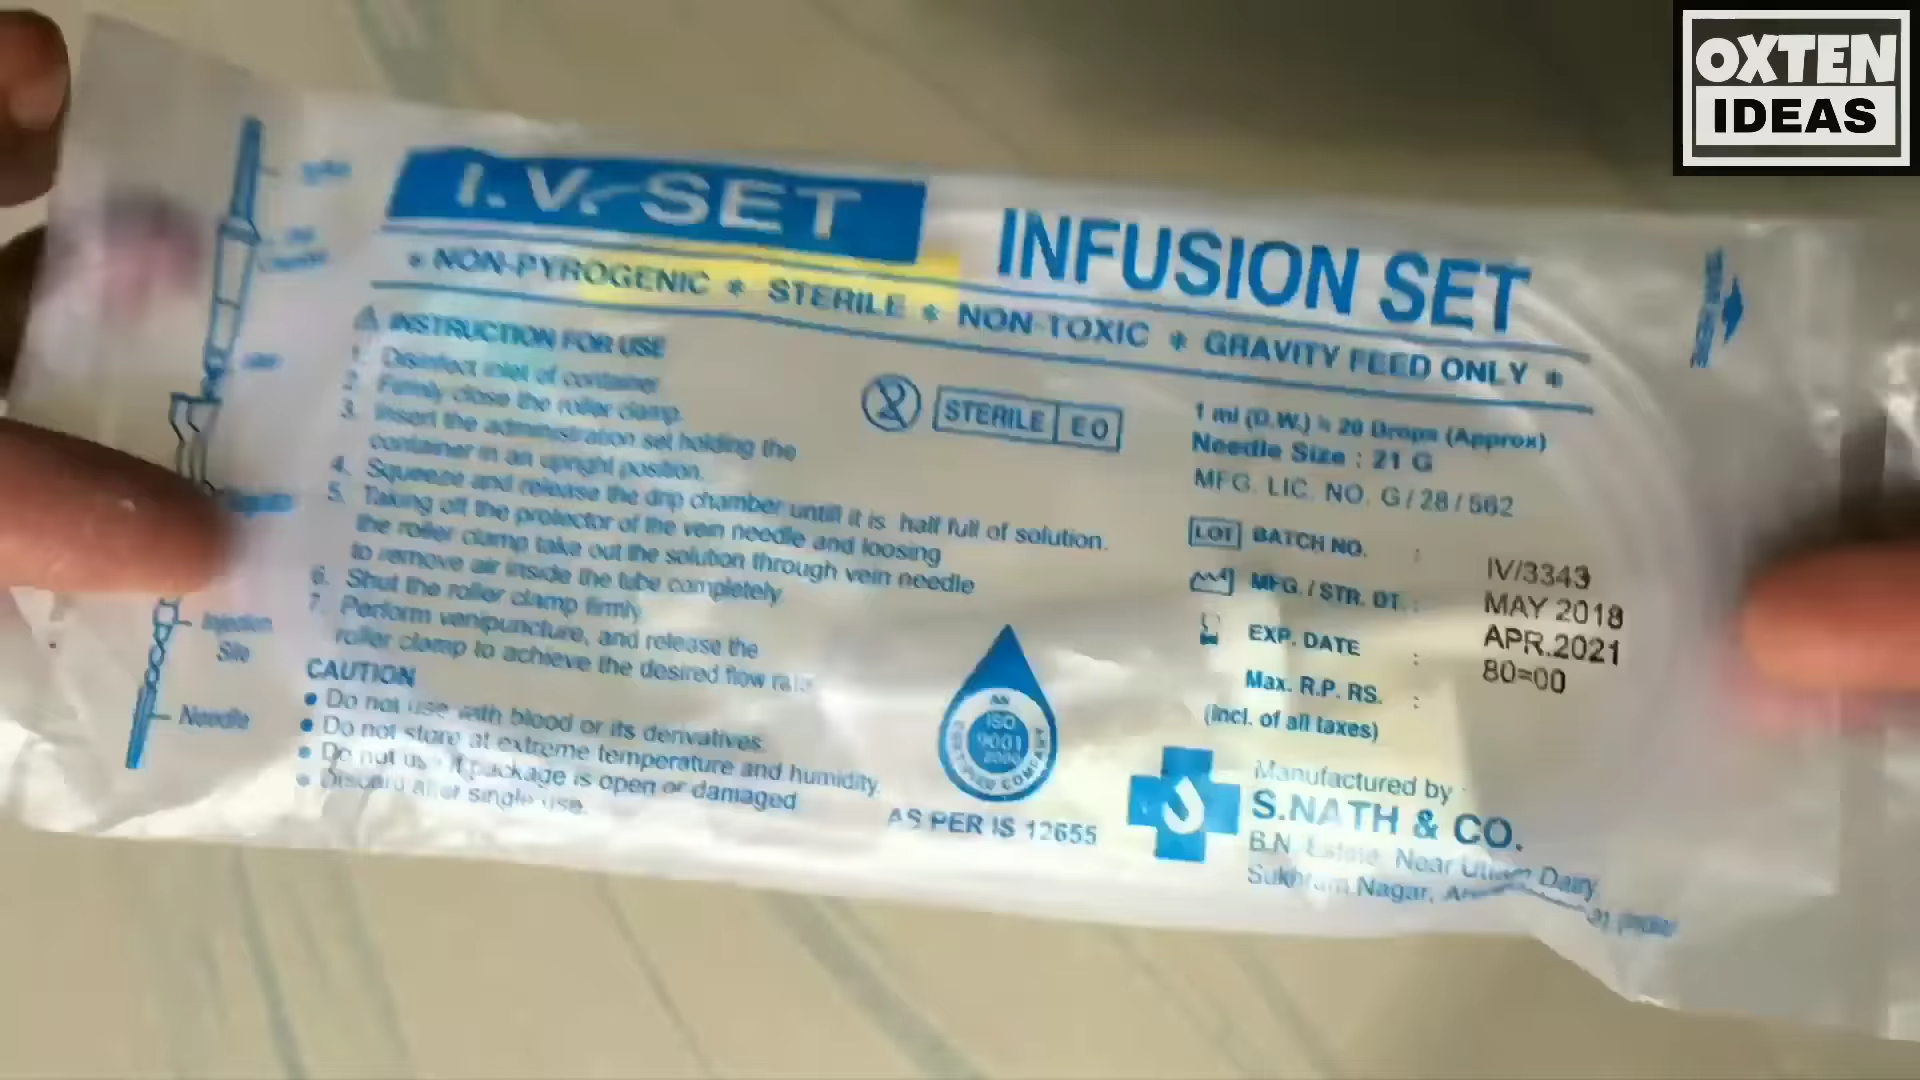 OXTEN
IDEAS
I.V. SET
INFUSION SET
* NON-PYROGENIC * STERILE * NON-TOXIC * GRAVITY FEED ONLY *
INSTRUCTION FOR USE
1. Disinfect inlet of container
2. Firmly close the roller clamp.
3. Insert the administration set holding the
container in an upright position.
4. Squeeze and release the drip chamber untill it is half full of solution.
5. Taking off the protector of the vein needle and loosing
the roller clamp take out the solution through vein needle
to remove air inside the tube completely
6. Shut the roller clamp firmly
7. Perform venipuncture, and release the
roller clamp to achieve the desired flow rate
CAUTION
• Do not use with blood or its derivatives
• Do not store at extreme temperature and humidity.
• Do not use if package is open or damaged
• Discard after single use.
Injection
Site
Needle
2
STERILE EO
1 ml (D.W.) = 20 Drops (Approx)
Needle Size : 21 G
MFG. LIC. NO. G/28/562
LOT BATCH NO. : IV/3343
MFG. / STR. DT. : MAY 2018
EXP. DATE : APR.2021
Max. R.P. RS. : 80=00
(incl. of all taxes)
AN
ISO
9001
CERTIFIED COMPANY
AS PER IS 12655
Manufactured by
S.NATH & CO.
B.N. Estate, Near Uttam Dairy,
Sukhram Nagar,